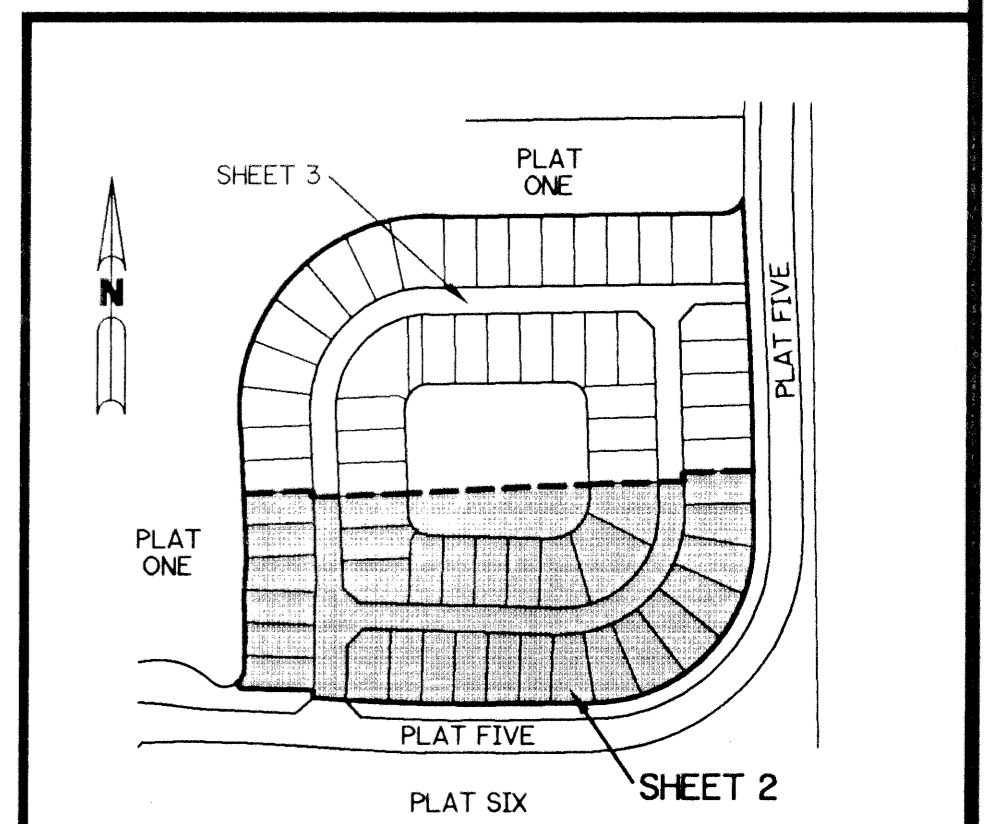 PLAT
ONE
SHEET 3
N
PLAT FIVE
PLAT
ONE
PLAT FIVE
SHEET 2
PLAT SIX